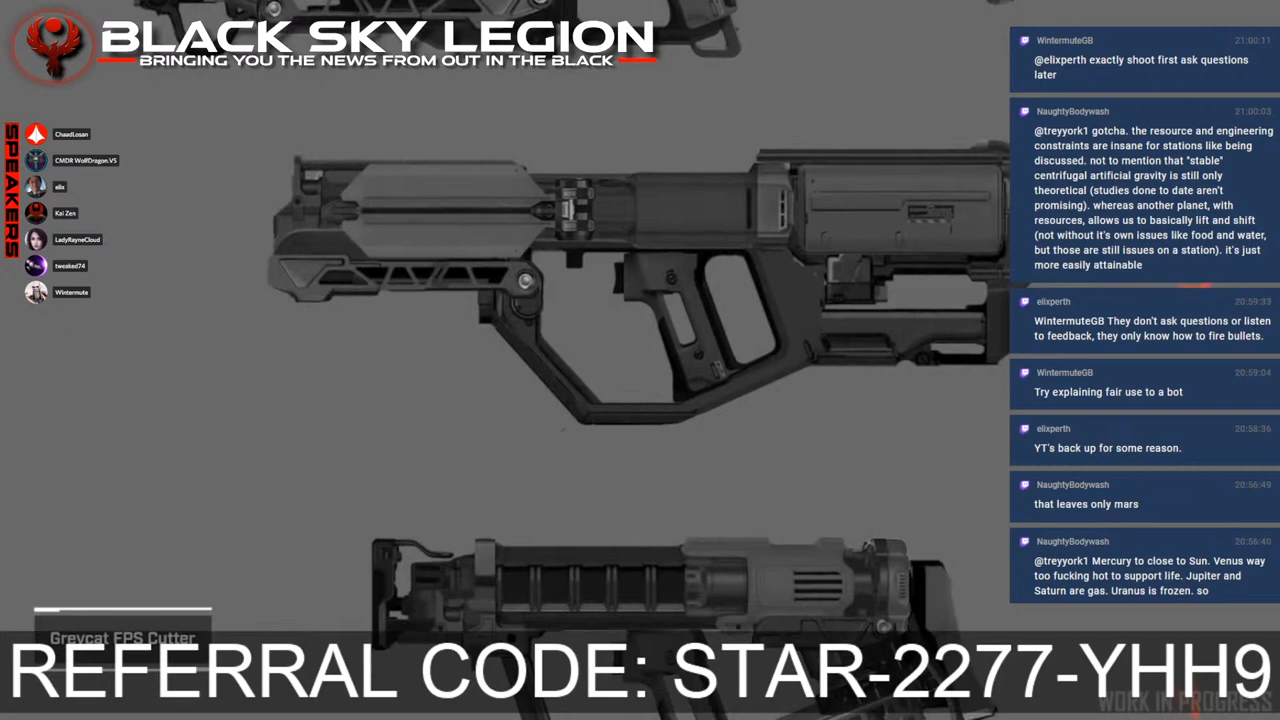 BLACK SKY LEGION
BRINGING YOU THE NEWS FROM OUT IN THE BLACK
SPEAKERS
ChaadLosan
CMDR WolfDragon.VS
elix
Kai Zen
LadyRayneCloud
tweaked74
Wintermute
WintermuteGB 21:00:11
@elixperth exactly shoot first ask questions
later
NaughtyBodywash 21:00:03
@treyyork1 gotcha. the resource and engineering
constraints are insane for stations like being
discussed. not to mention that "stable"
centrifugal artificial gravity is still only
theoretical (studies done to date aren't
promising). whereas another planet, with
resources, allows us to basically lift and shift
(not without it's own issues like food and water,
but those are still issues on a station). it's just
more easily attainable
elixperth 20:59:33
WintermuteGB They don't ask questions or listen
to feedback, they only know how to fire bullets.
WintermuteGB 20:59:04
Try explaining fair use to a bot
elixperth 20:58:36
YT's back up for some reason.
NaughtyBodywash 20:56:49
that leaves only mars
NaughtyBodywash 20:56:40
@treyyork1 Mercury to close to Sun. Venus way
too fucking hot to support life. Jupiter and
Saturn are gas. Uranus is frozen. so
Greycat FPS Cutter
REFERRAL CODE: STAR-2277-YHH9
WORK IN PROGRESS